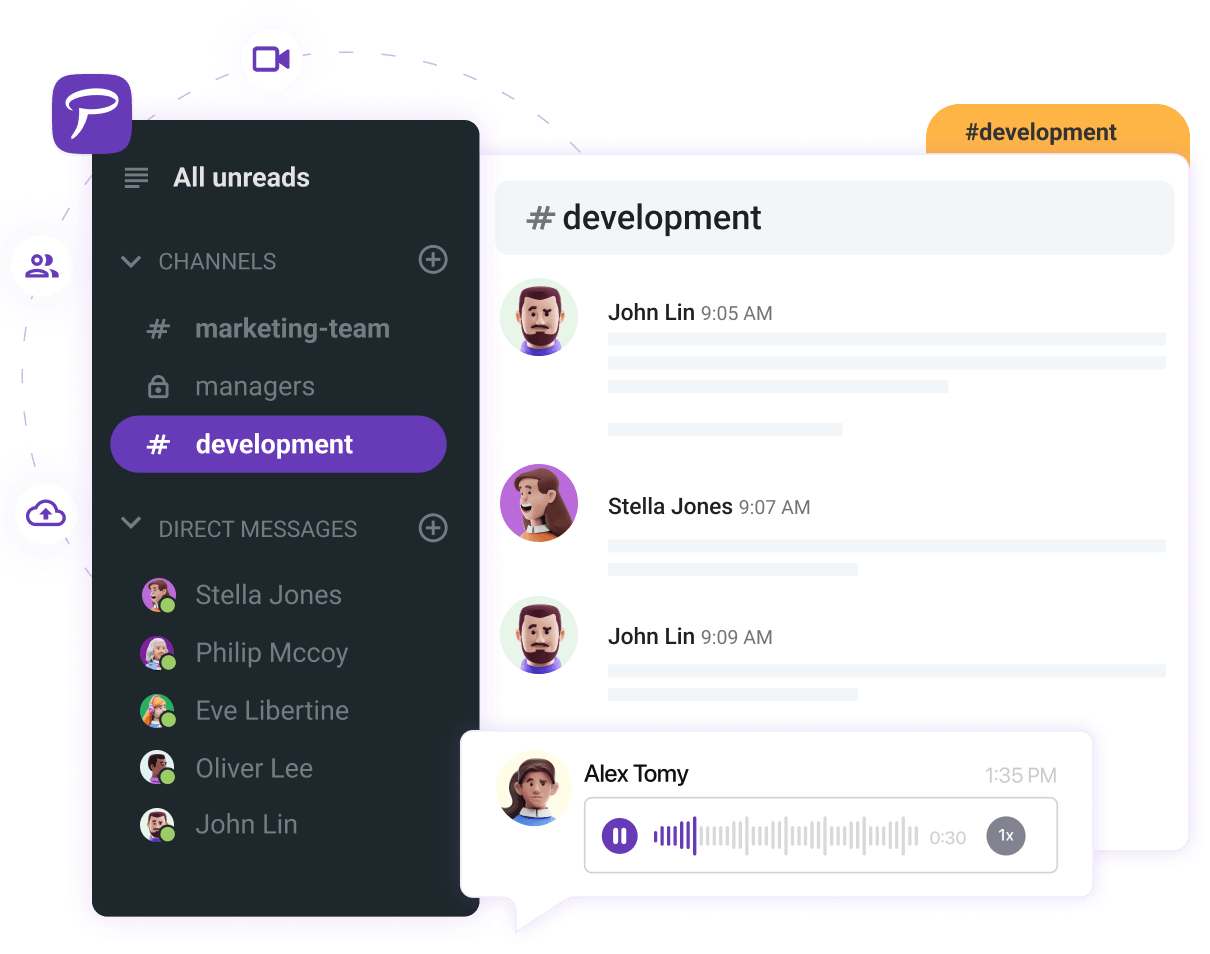 All unreads
CHANNELS
# marketing-team
managers
# development
DIRECT MESSAGES
Stella Jones
Philip Mccoy
Eve Libertine
Oliver Lee
John Lin
#development
# development
John Lin 9:05 AM
Stella Jones 9:07 AM
John Lin 9:09 AM
Alex Tomy 1:35 PM
0:30 1x